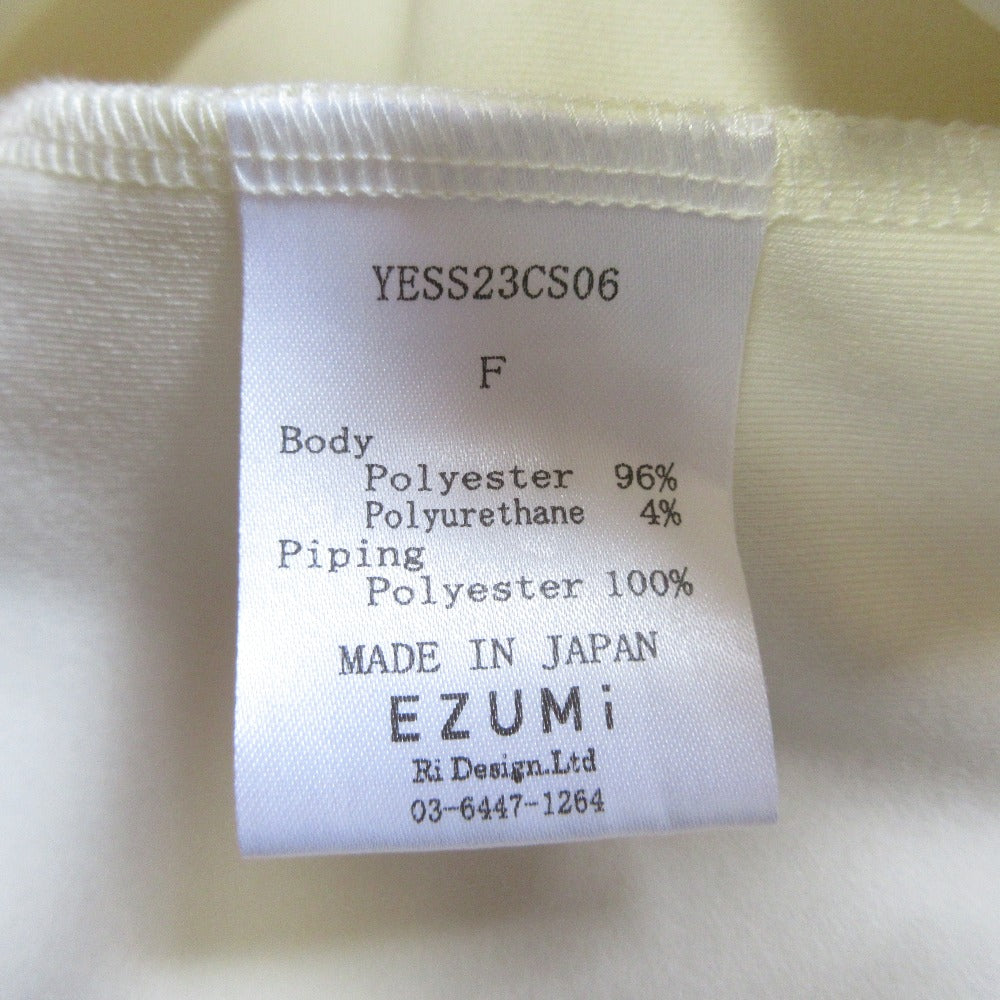 YESS23CS06
F
Body
Polyester 96%
Polyurethane 4%
Piping
Polyester 100%
MADE IN JAPAN
EZUMi
Ri Design.Ltd
03-6447-1264